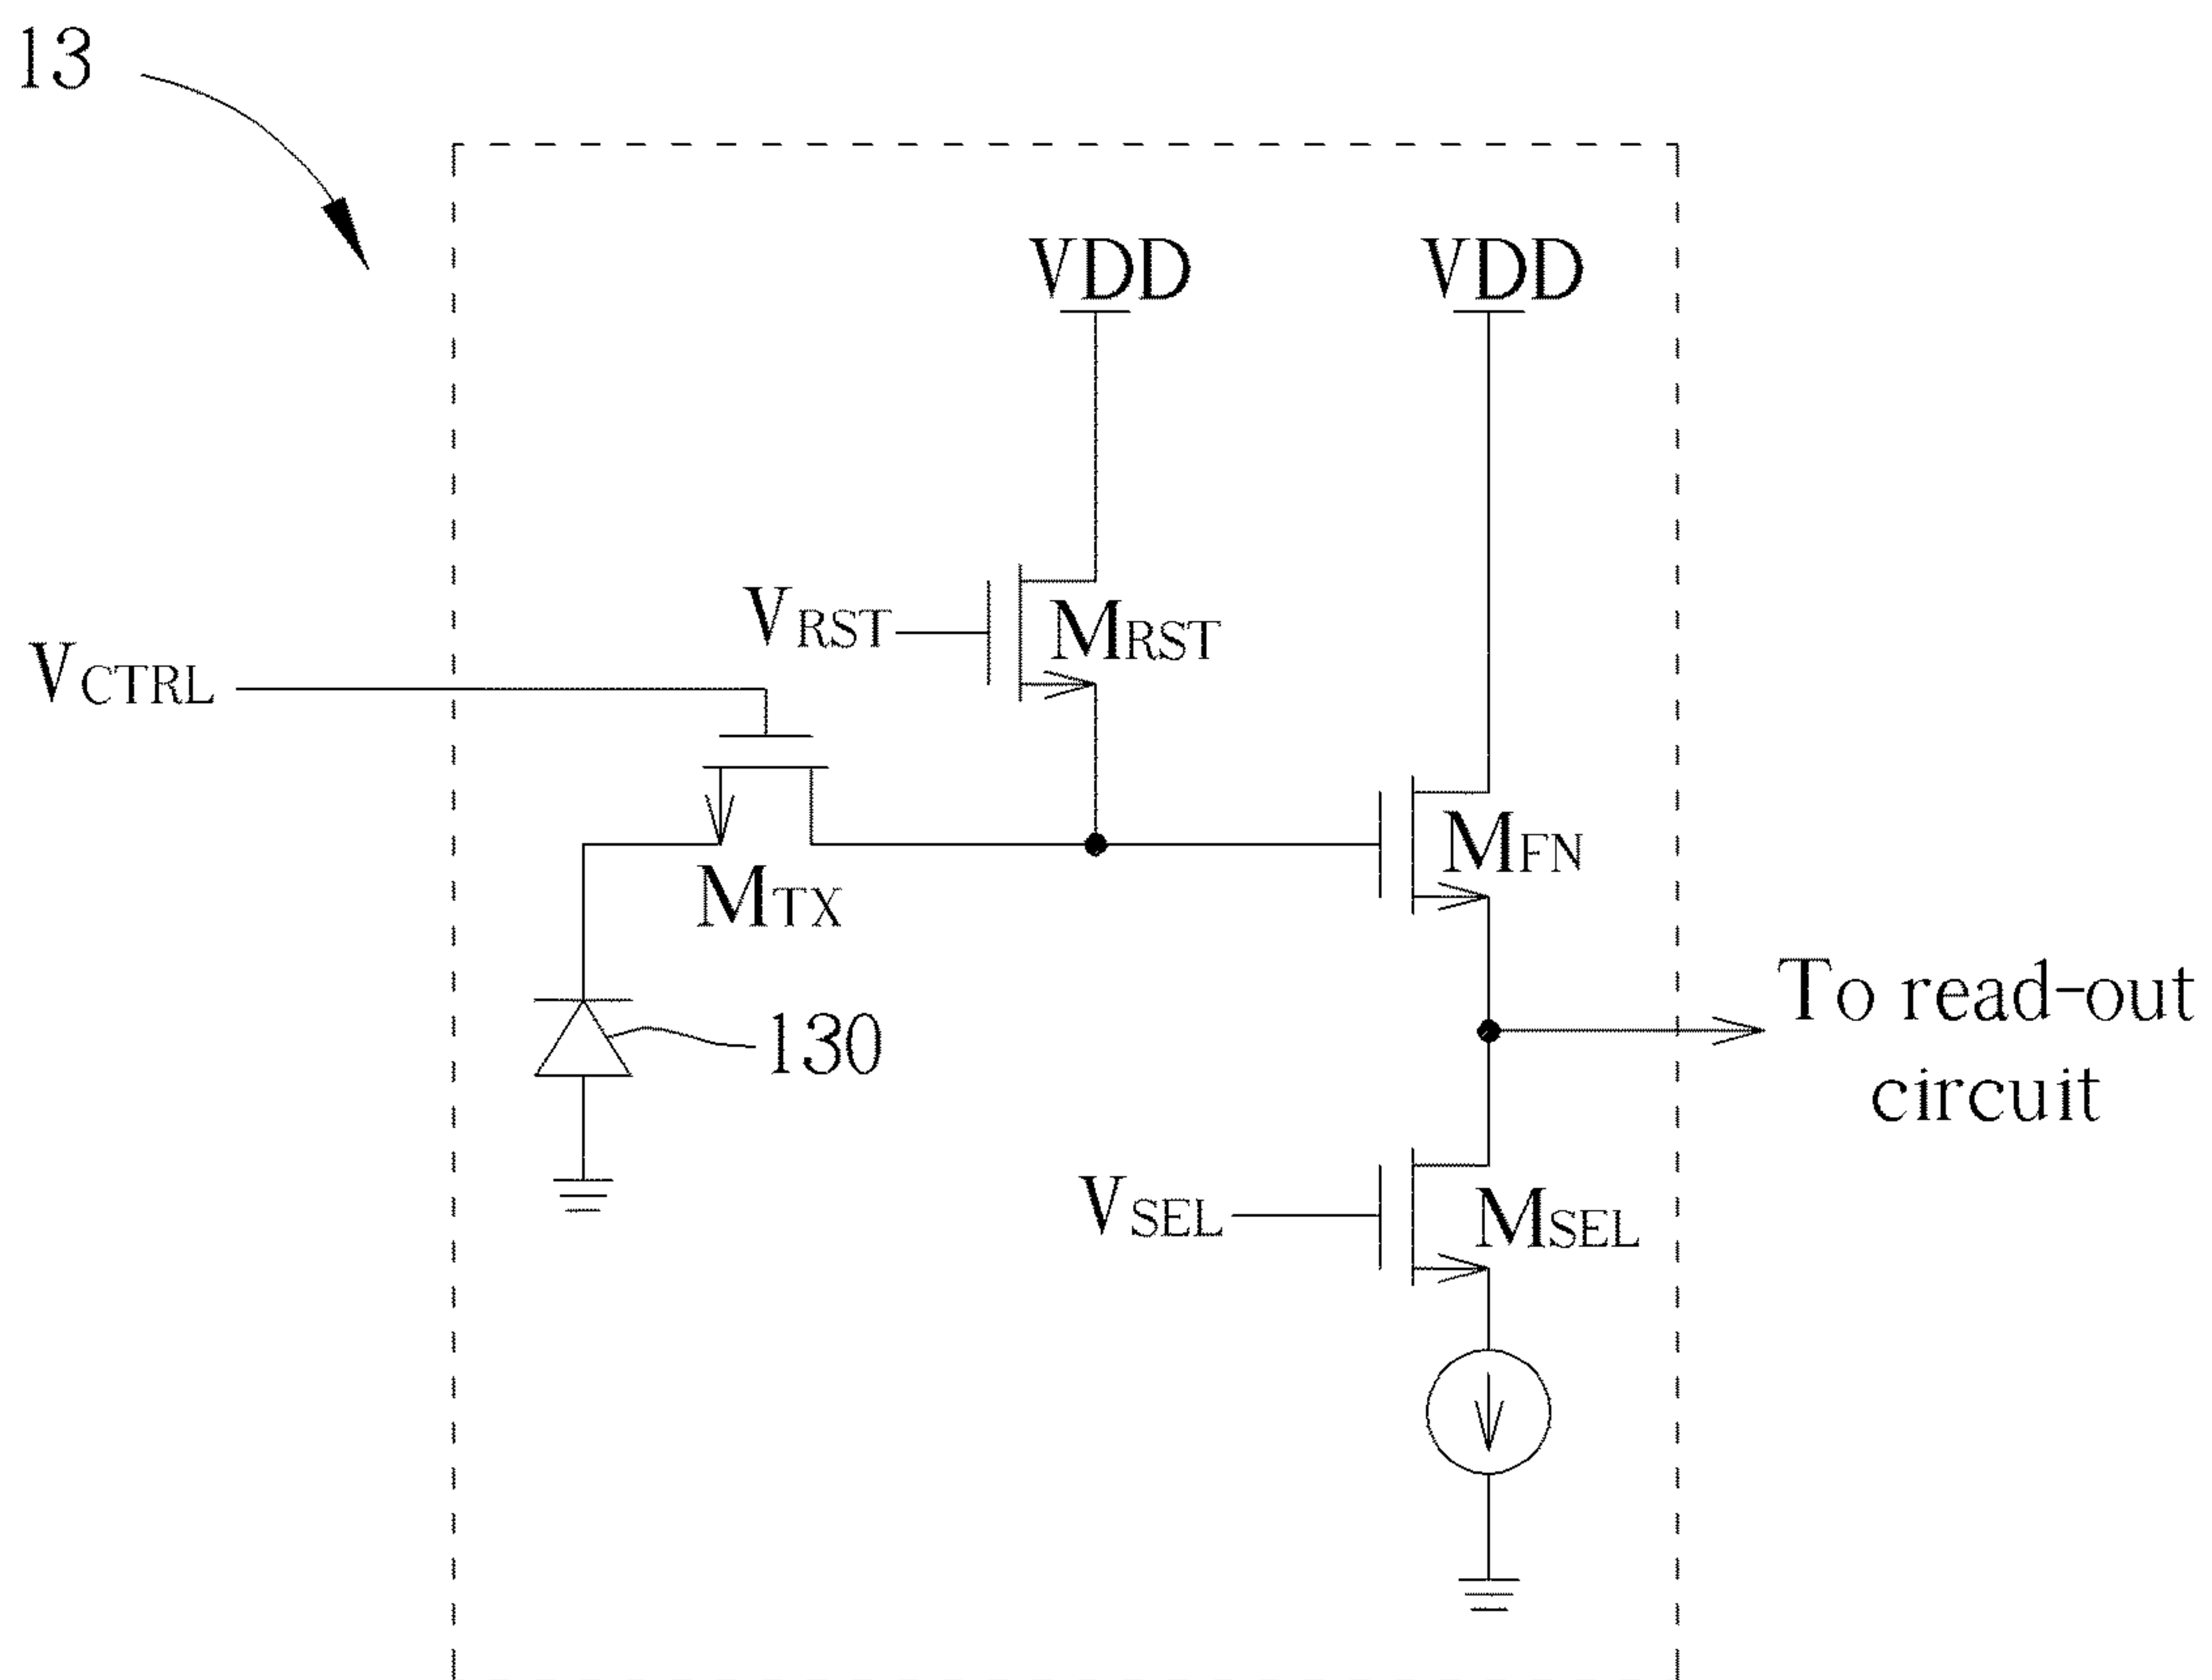 13
VDD
VDD
VRST
MRST
VCTRL
MFN
MTX
To read-out
circuit
130
VSEL
MSEL